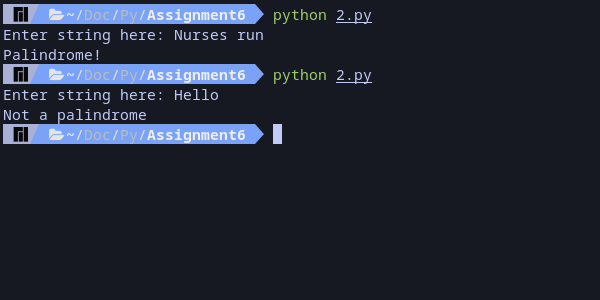 ~/Doc/Py/Assignment6 python 2.py
Enter string here: Nurses run
Palindrome!
~/Doc/Py/Assignment6 python 2.py
Enter string here: Hello
Not a palindrome
~/Doc/Py/Assignment6